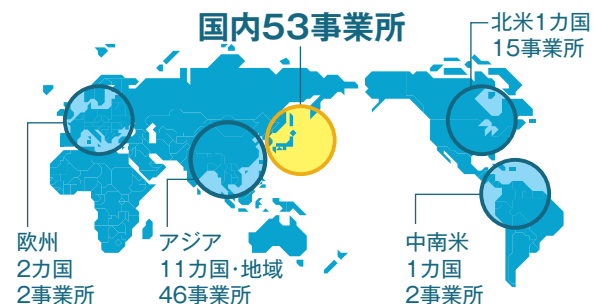 国内53事業所
北米1カ国
15事業所
欧州
2カ国
2事業所
アジア
11カ国・地域
46事業所
中南米
1カ国
2事業所